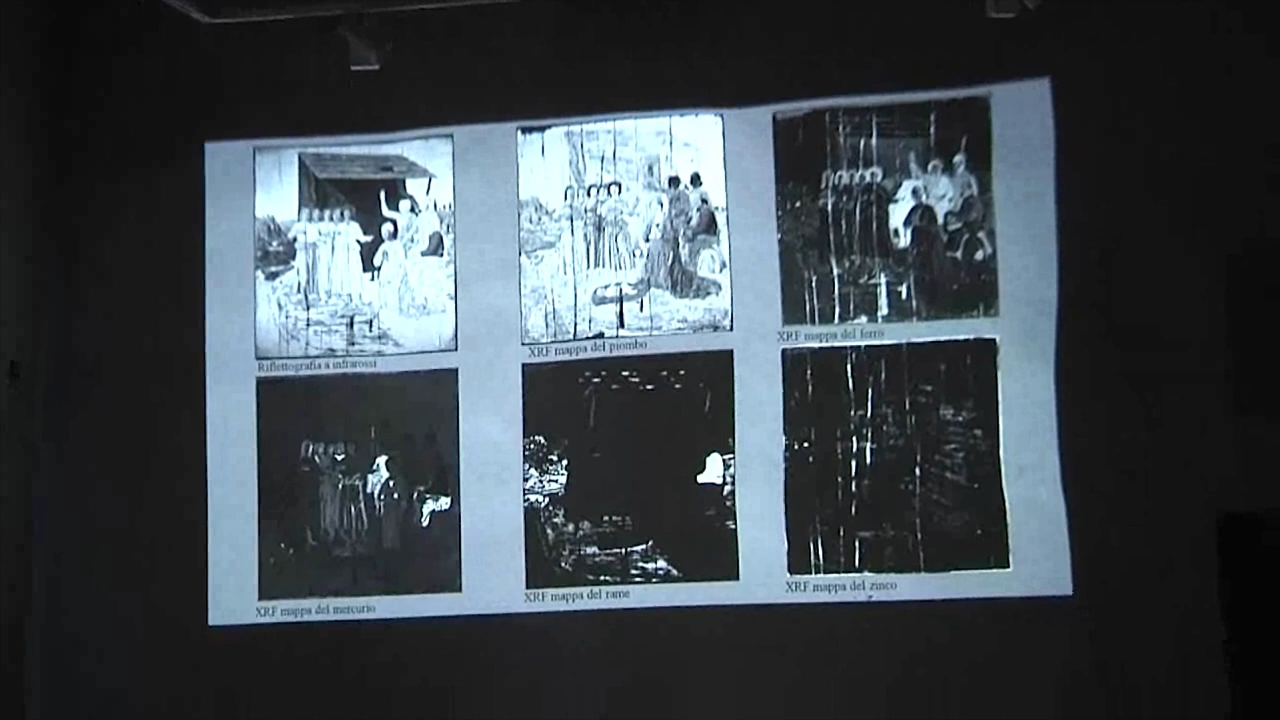 Riflettografia a infrarossi
XRF mappa del piombo
XRF mappa del ferro
XRF mappa del mercurio
XRF mappa del rame
XRF mappa del zinco